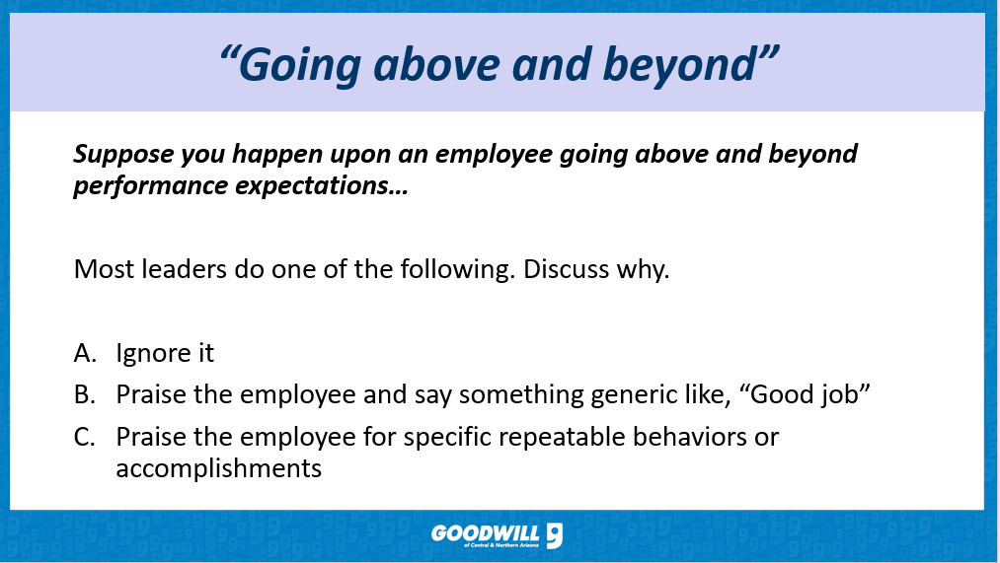 “Going above and beyond”
Suppose you happen upon an employee going above and beyond
performance expectations...
Most leaders do one of the following. Discuss why.
A. Ignore it
B. Praise the employee and say something generic like, “Good job”
C. Praise the employee for specific repeatable behaviors or
accomplishments
GOODWILL g
of Central & Northern Arizona